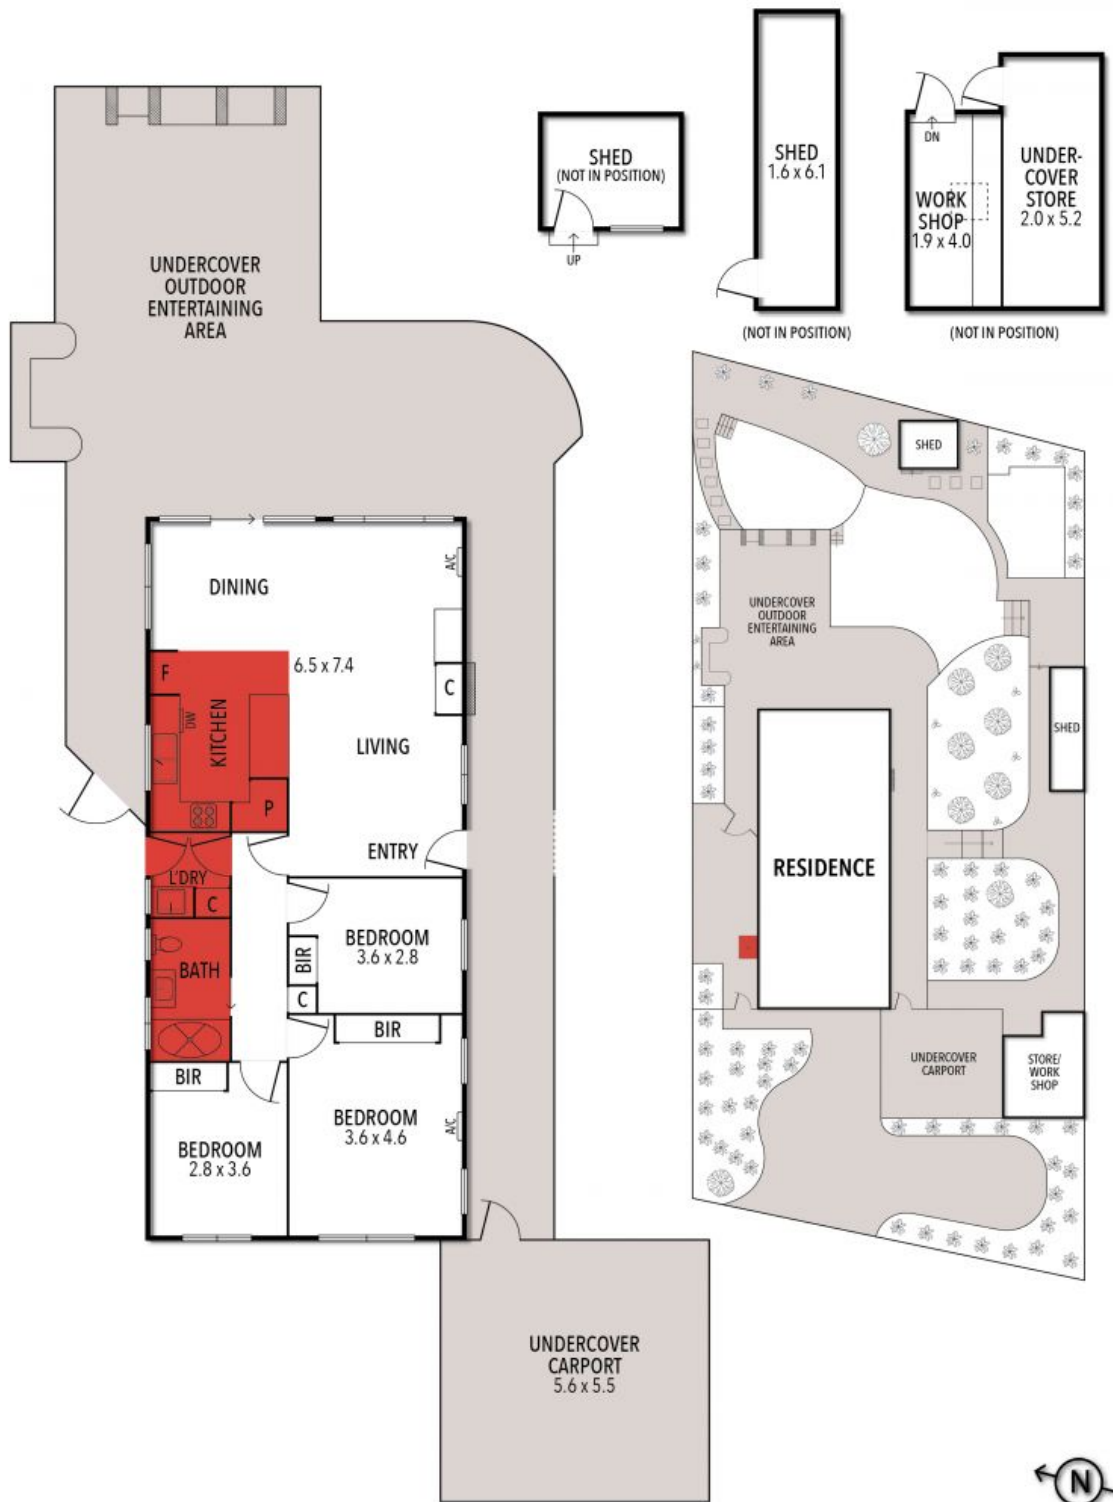 SHED
(NOT IN POSITION)
UP
SHED
1.6 x 6.1
(NOT IN POSITION)
DN
WORK
SHOP
1.9 x 4.0
UNDER-
COVER
STORE
2.0 x 5.2
(NOT IN POSITION)
UNDERCOVER
OUTDOOR
ENTERTAINING
AREA
DINING
A/C
F
6.5 x 7.4
C
DW
KITCHEN
LIVING
P
ENTRY
L'DRY
C
BATH
BEDROOM
3.6 x 2.8
BIR
C
BIR
BIR
BEDROOM
3.6 x 4.6
A/C
BEDROOM
2.8 x 3.6
UNDERCOVER
CARPORT
5.6 x 5.5
SHED
UNDERCOVER
OUTDOOR
ENTERTAINING
AREA
SHED
RESIDENCE
UNDERCOVER
CARPORT
STORE/
WORK
SHOP
N